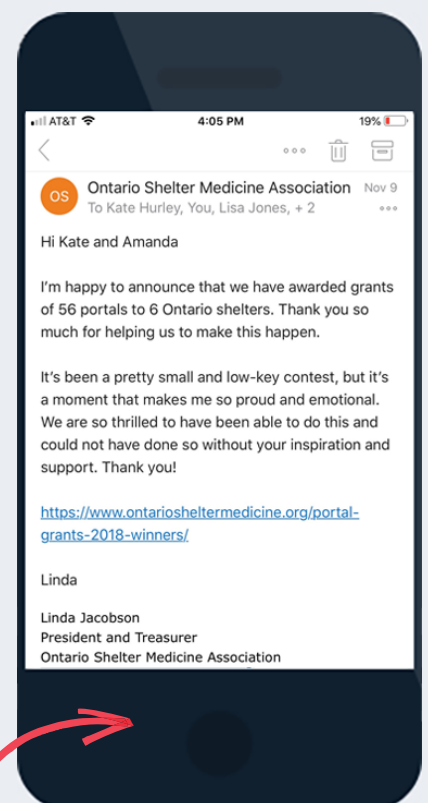 AT&T 4:05 PM 19%
OS Ontario Shelter Medicine Association Nov 9
To Kate Hurley, You, Lisa Jones, + 2
Hi Kate and Amanda
I'm happy to announce that we have awarded grants
of 56 portals to 6 Ontario shelters. Thank you so
much for helping us to make this happen.
It's been a pretty small and low-key contest, but it's
a moment that makes me so proud and emotional.
We are so thrilled to have been able to do this and
could not have done so without your inspiration and
support. Thank you!
https://www.ontariosheltermedicine.org/portal-
grants-2018-winners/
Linda
Linda Jacobson
President and Treasurer
Ontario Shelter Medicine Association